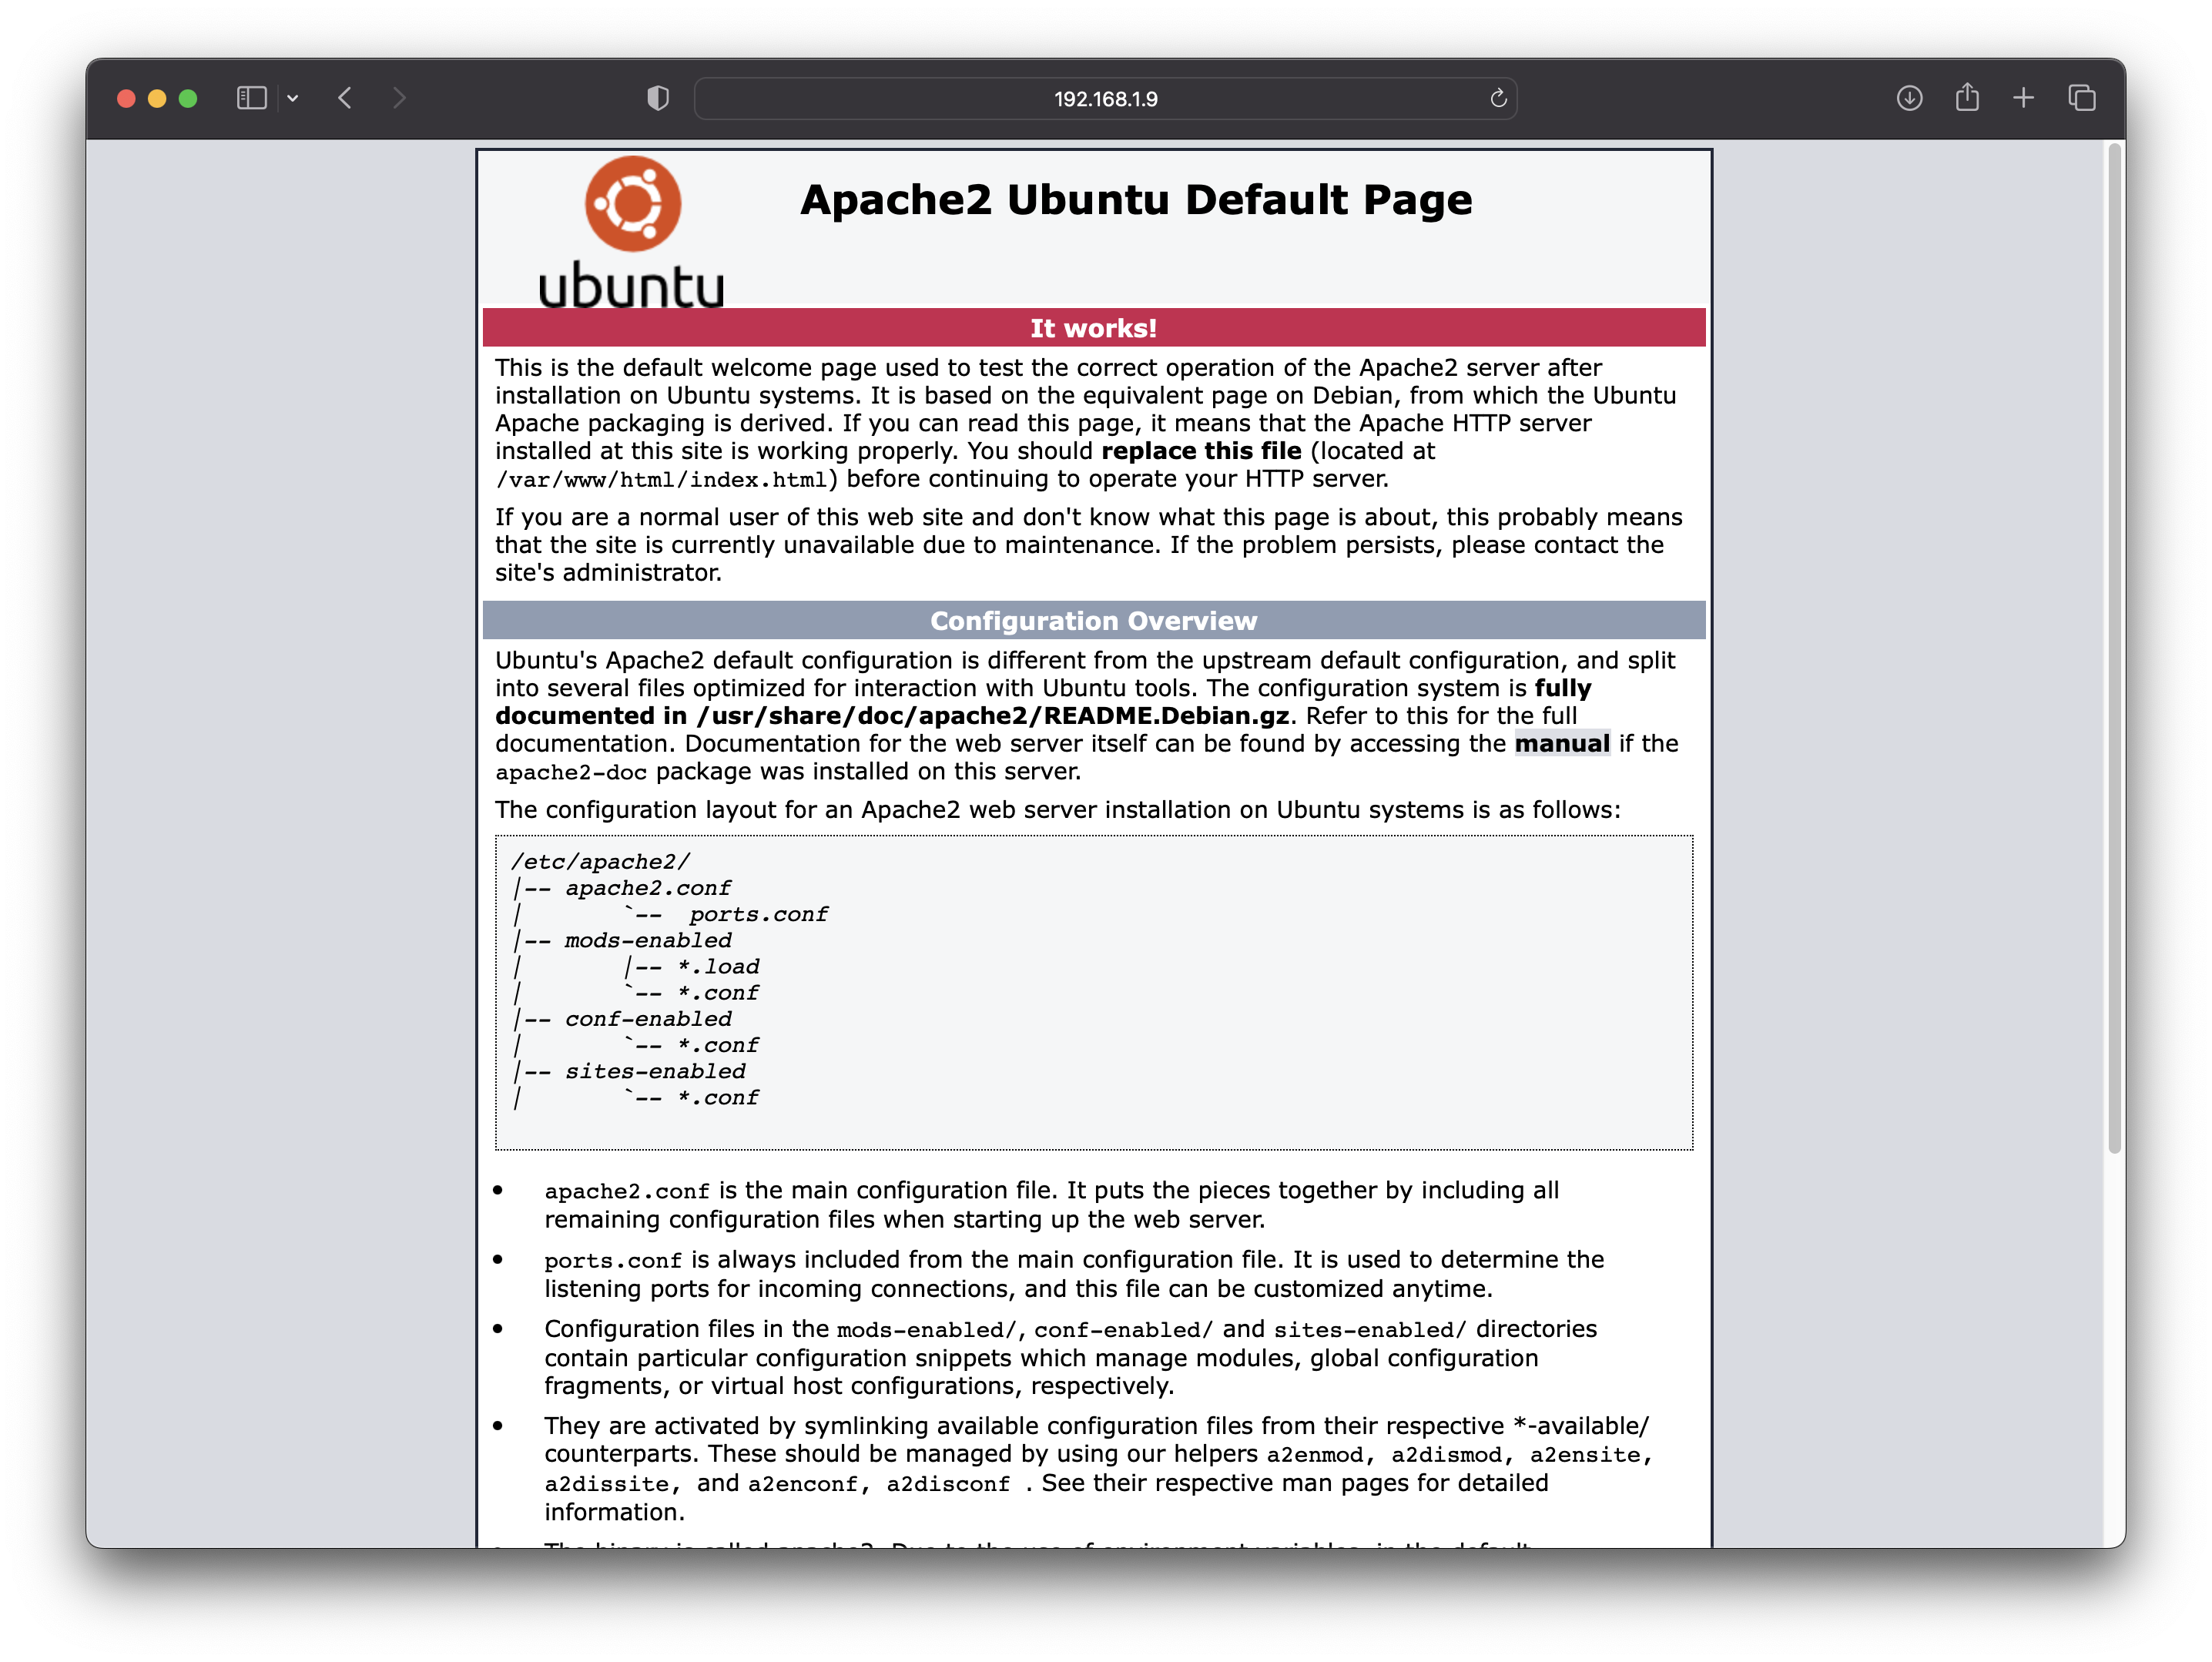 192.168.1.9
ubuntu
Apache2 Ubuntu Default Page
It works!
This is the default welcome page used to test the correct operation of the Apache2 server after
installation on Ubuntu systems. It is based on the equivalent page on Debian, from which the Ubuntu
Apache packaging is derived. If you can read this page, it means that the Apache HTTP server
installed at this site is working properly. You should replace this file (located at
/var/www/html/index.html) before continuing to operate your HTTP server.
If you are a normal user of this web site and don't know what this page is about, this probably means
that the site is currently unavailable due to maintenance. If the problem persists, please contact the
site's administrator.
Configuration Overview
Ubuntu's Apache2 default configuration is different from the upstream default configuration, and split
into several files optimized for interaction with Ubuntu tools. The configuration system is fully
documented in /usr/share/doc/apache2/README.Debian.gz. Refer to this for the full
documentation. Documentation for the web server itself can be found by accessing the manual if the
apache2-doc package was installed on this server.
The configuration layout for an Apache2 web server installation on Ubuntu systems is as follows:
/etc/apache2/
|-- apache2.conf
|       `--  ports.conf
|-- mods-enabled
|       |-- *.load
|       `-- *.conf
|-- conf-enabled
|       `-- *.conf
|-- sites-enabled
|       `-- *.conf
• apache2.conf is the main configuration file. It puts the pieces together by including all
remaining configuration files when starting up the web server.
• ports.conf is always included from the main configuration file. It is used to determine the
listening ports for incoming connections, and this file can be customized anytime.
• Configuration files in the mods-enabled/, conf-enabled/ and sites-enabled/ directories
contain particular configuration snippets which manage modules, global configuration
fragments, or virtual host configurations, respectively.
• They are activated by symlinking available configuration files from their respective *-available/
counterparts. These should be managed by using our helpers a2enmod, a2dismod, a2ensite,
a2dissite, and a2enconf, a2disconf . See their respective man pages for detailed
information.
• The binary is called apache2. Due to the use of environment variables, in the default